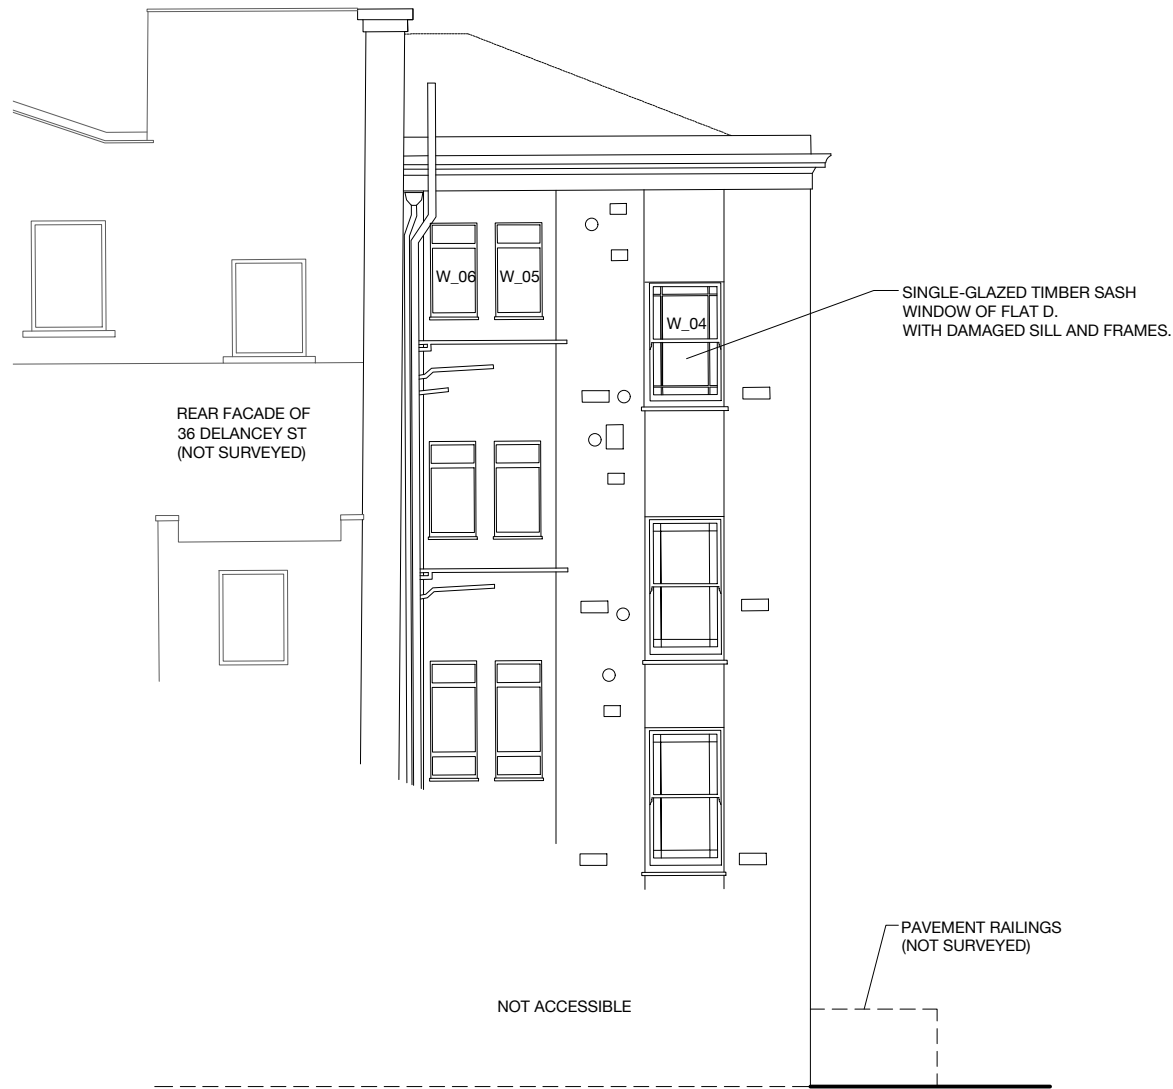 W_06
W_05
W_04
SINGLE-GLAZED TIMBER SASH
WINDOW OF FLAT D.
WITH DAMAGED SILL AND FRAMES.
REAR FACADE OF
36 DELANCEY ST
(NOT SURVEYED)
PAVEMENT RAILINGS
(NOT SURVEYED)
NOT ACCESSIBLE